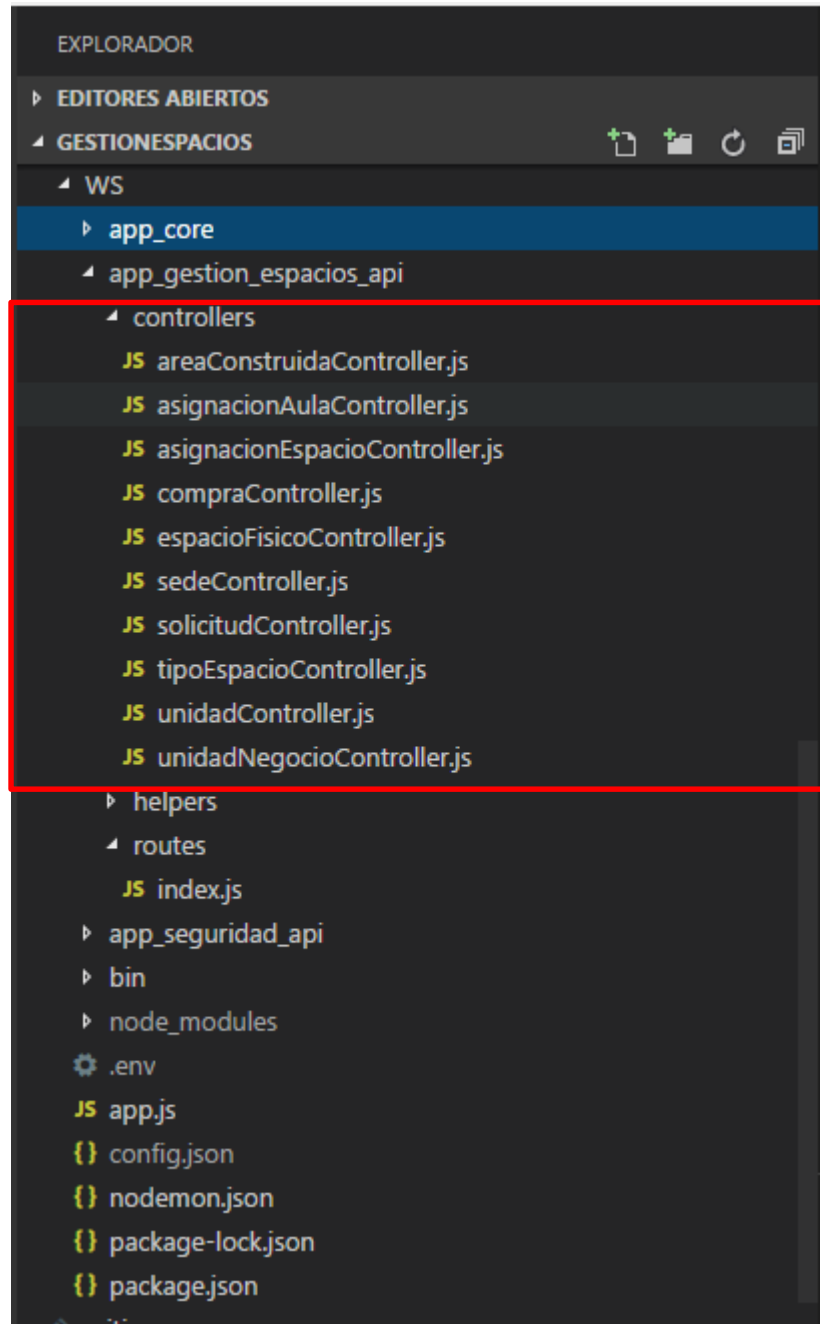 EXPLORADOR
EDITORES ABIERTOS
GESTIONESPACIOS
WS
app_core
app_gestion_espacios_api
controllers
JS areaConstruidaController.js
JS asignacionAulaController.js
JS asignacionEspacioController.js
JS compraController.js
JS espacioFisicoController.js
JS sedeController.js
JS solicitudController.js
JS tipoEspacioController.js
JS unidadController.js
JS unidadNegocioController.js
helpers
routes
JS index.js
app_seguridad_api
bin
node_modules
.env
JS app.js
{} config.json
{} nodemon.json
{} package-lock.json
{} package.json